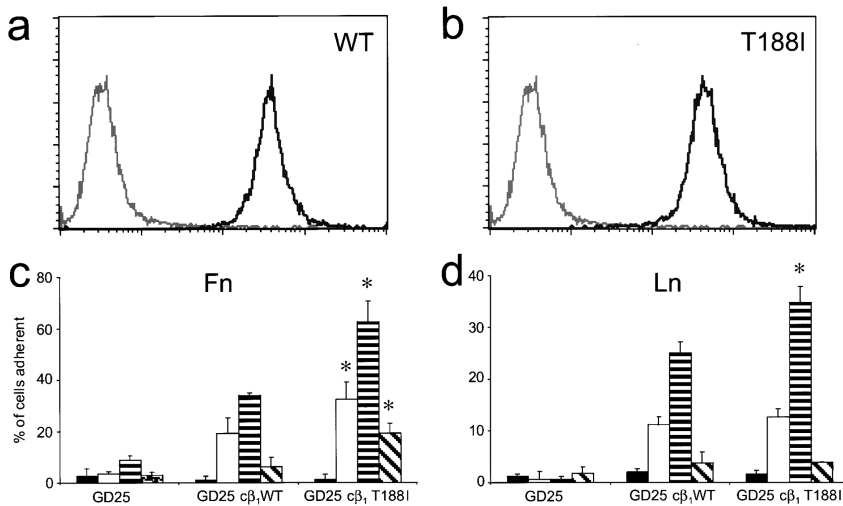 a
WT
b
T188I
c
Fn
% of cells adherent
80
60
40
20
0
*
*
*
GD25
GD25 cβ₁WT
GD25 cβ₁ T188I
d
Ln
40
30
20
10
0
*
GD25
GD25 cβ₁WT
GD25 cβ₁ T188I